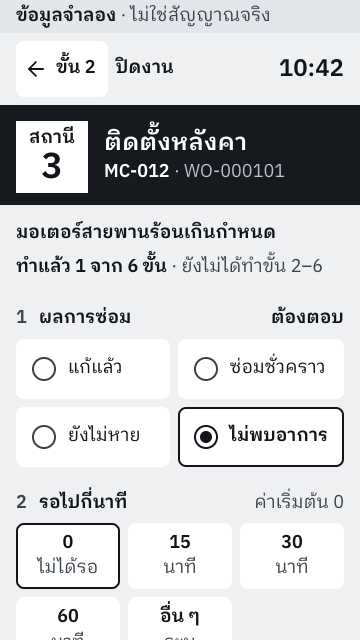 ข้อมูลจำลอง · ไม่ใช่สัญญาณจริง
← ขั้น 2 ปิดงาน 10:42
สถานี
3
ติดตั้งหลังคา
MC-012 · WO-000101
มอเตอร์สายพานร้อนเกินกำหนด
ทำแล้ว 1 จาก 6 ขั้น · ยังไม่ได้ทำขั้น 2–6
1 ผลการซ่อม ต้องตอบ
แก้แล้ว ซ่อมชั่วคราว
ยังไม่หาย ไม่พบอาการ
2 รอไปกี่นาที ค่าเริ่มต้น 0
0 15 30
ไม่ได้รอ นาที นาที
60 อื่น ๆ